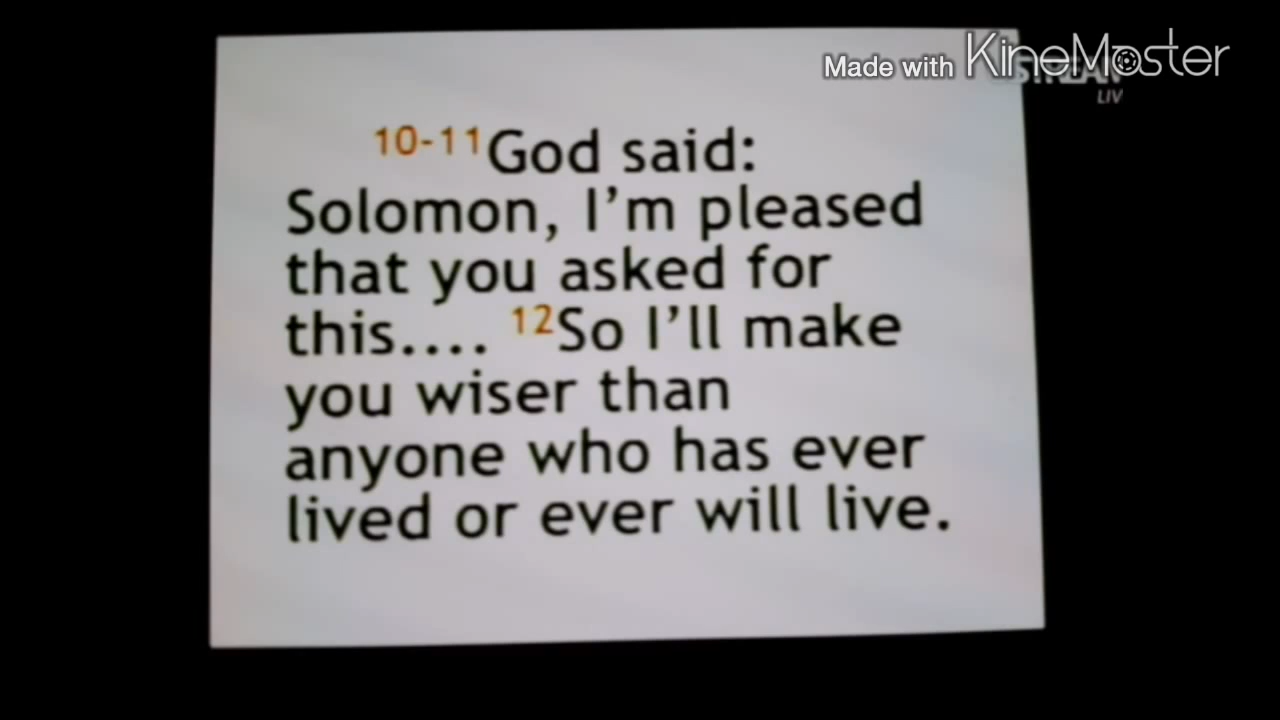 Made with KineMaster
LIV
10-11God said:
Solomon, I'm pleased
that you asked for
this.... 12So I'll make
you wiser than
anyone who has ever
lived or ever will live.